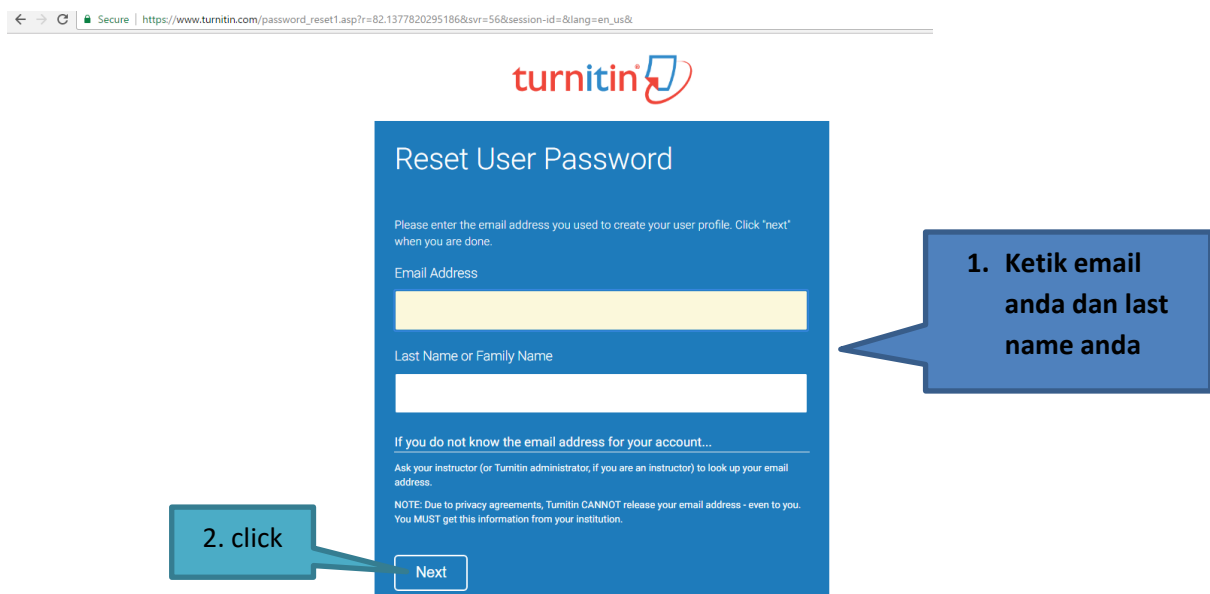 Secure | https://www.turnitin.com/password_reset1.asp?r=82.1377820295186&svr=56&session-id=&lang=en_us&
turnitin
Reset User Password
Please enter the email address you used to create your user profile. Click "next"
when you are done.
Email Address
Last Name or Family Name
If you do not know the email address for your account...
Ask your instructor (or Turnitin administrator, if you are an instructor) to look up your email
address.
NOTE: Due to privacy agreements, Turnitin CANNOT release your email address - even to you.
You MUST get this information from your institution.
Next
1. Ketik email
anda dan last
name anda
2. click